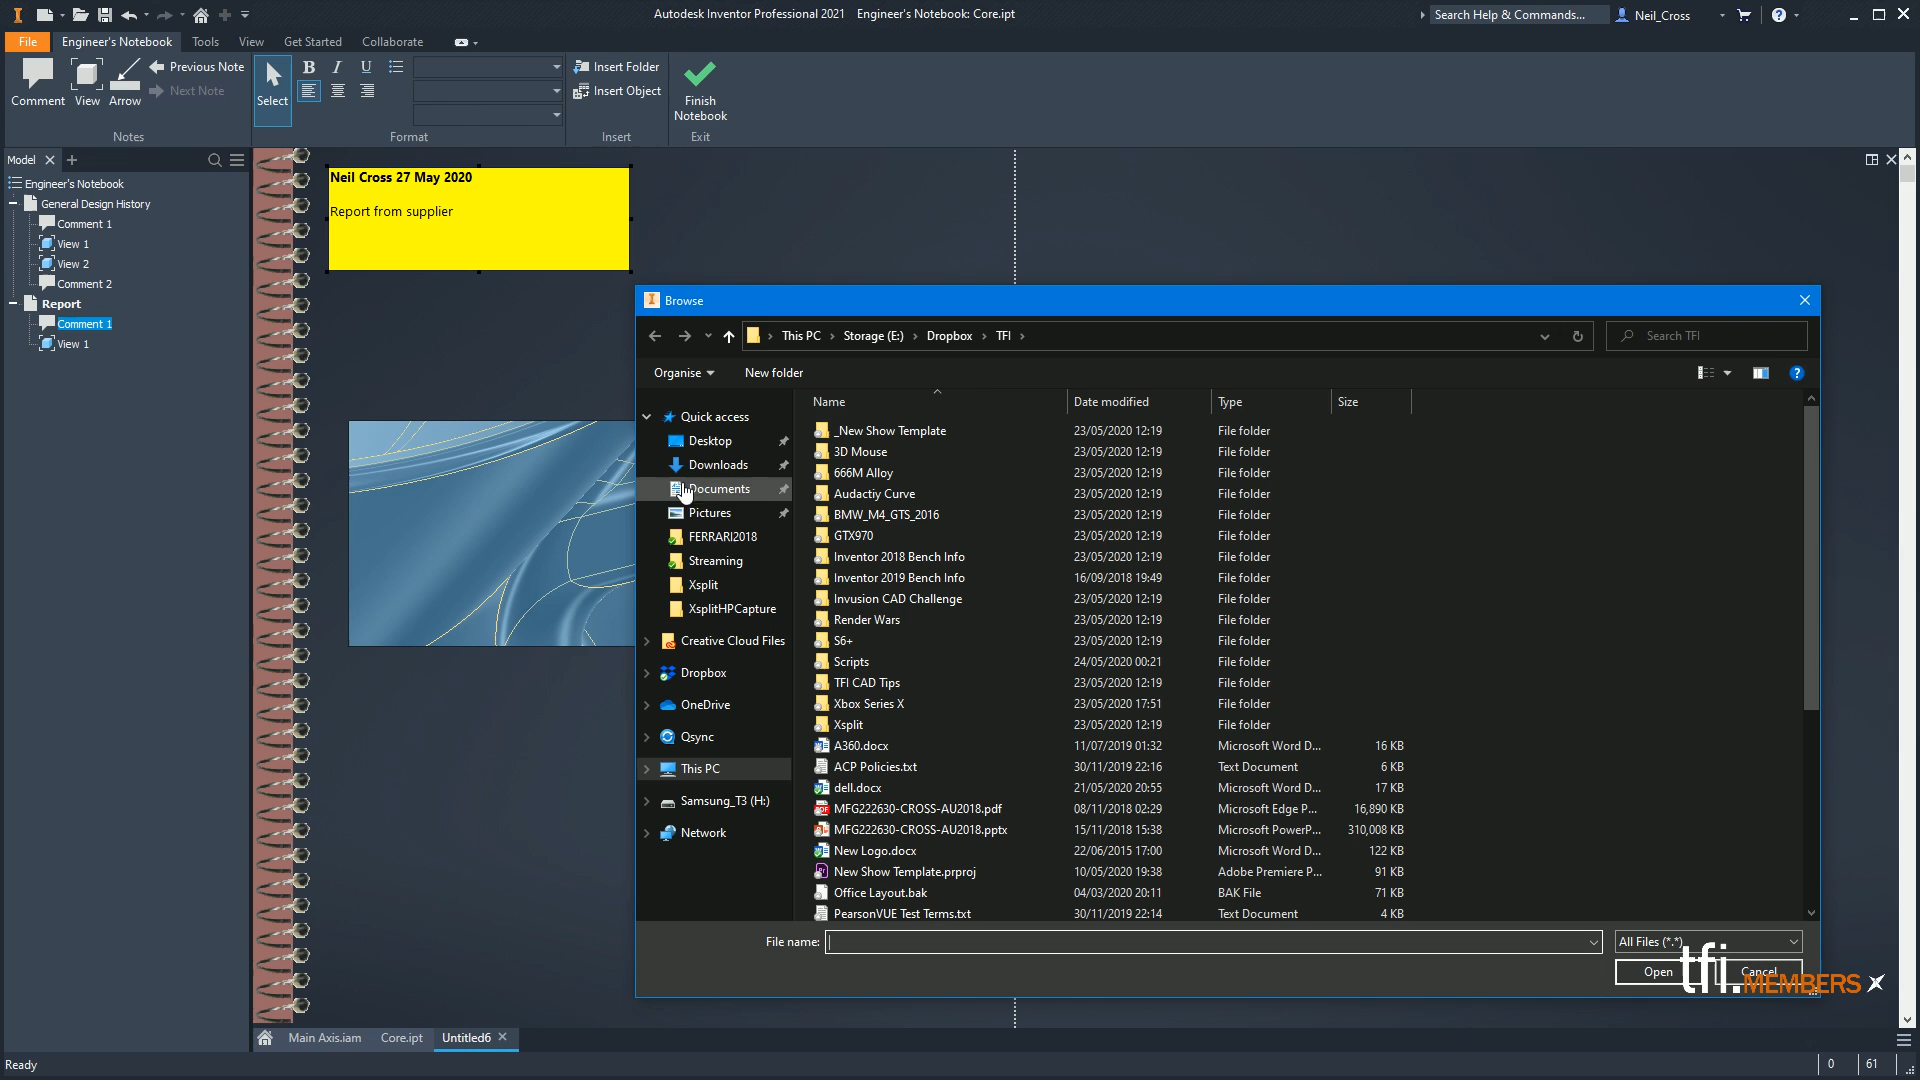 Autodesk Inventor Professional 2021 Engineer's Notebook: Core.ipt
Search Help & Commands...
Neil_Cross
File
Engineer's Notebook
Tools
View
Get Started
Collaborate
Comment
View
Arrow
Previous Note
Next Note
Notes
Select
B I U
Format
Insert Folder
Insert Object
Insert
Finish
Notebook
Exit
Model
Engineer's Notebook
General Design History
Comment 1
View 1
View 2
Comment 2
Report
Comment 1
View 1
Neil Cross 27 May 2020
Report from supplier
Browse
This PC
Storage (E:)
Dropbox
TFI
Search TFI
Organise
New folder
Quick access
Desktop
Downloads
Documents
Pictures
FERRARI2018
Streaming
Xsplit
XsplitHPCapture
Creative Cloud Files
Dropbox
OneDrive
Qsync
This PC
Samsung_T3 (H:)
Network
Name Date modified Type Size
_New Show Template 23/05/2020 12:19 File folder
3D Mouse 23/05/2020 12:19 File folder
666M Alloy 23/05/2020 12:19 File folder
Audactiy Curve 23/05/2020 12:19 File folder
BMW_M4_GTS_2016 23/05/2020 12:19 File folder
GTX970 23/05/2020 12:19 File folder
Inventor 2018 Bench Info 23/05/2020 12:19 File folder
Inventor 2019 Bench Info 16/09/2018 19:49 File folder
Invusion CAD Challenge 23/05/2020 12:19 File folder
Render Wars 23/05/2020 12:19 File folder
S6+ 23/05/2020 12:19 File folder
Scripts 24/05/2020 00:21 File folder
TFI CAD Tips 23/05/2020 12:19 File folder
Xbox Series X 23/05/2020 17:51 File folder
Xsplit 23/05/2020 12:19 File folder
A360.docx 11/07/2019 01:32 Microsoft Word D... 16 KB
ACP Policies.txt 30/11/2019 22:16 Text Document 6 KB
dell.docx 21/05/2020 20:55 Microsoft Word D... 17 KB
MFG222630-CROSS-AU2018.pdf 08/11/2018 02:29 Microsoft Edge P... 16,890 KB
MFG222630-CROSS-AU2018.pptx 15/11/2018 15:38 Microsoft PowerP... 310,008 KB
New Logo.docx 22/06/2015 17:00 Microsoft Word D... 122 KB
New Show Template.prproj 10/05/2020 19:38 Adobe Premiere P... 91 KB
Office Layout.bak 04/03/2020 20:11 BAK File 71 KB
PearsonVUE Test Terms.txt 30/11/2019 22:14 Text Document 4 KB
File name:
All Files (*.*)
Open
Cancel
tfi.MEMBERS
Main Axis.iam
Core.ipt
Untitled6
Ready
0 61